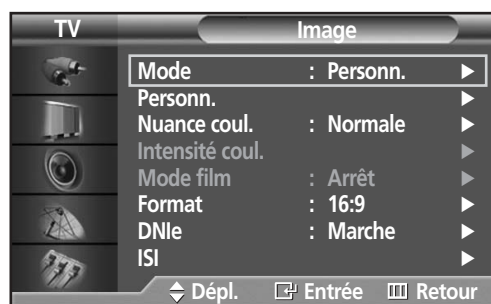 TV Image
Mode : Personn.
Personn.
Nuance coul. : Normale
Intensité coul.
Mode film : Arrêt
Format : 16:9
DNIe : Marche
ISI
Dépl. Entrée Retour